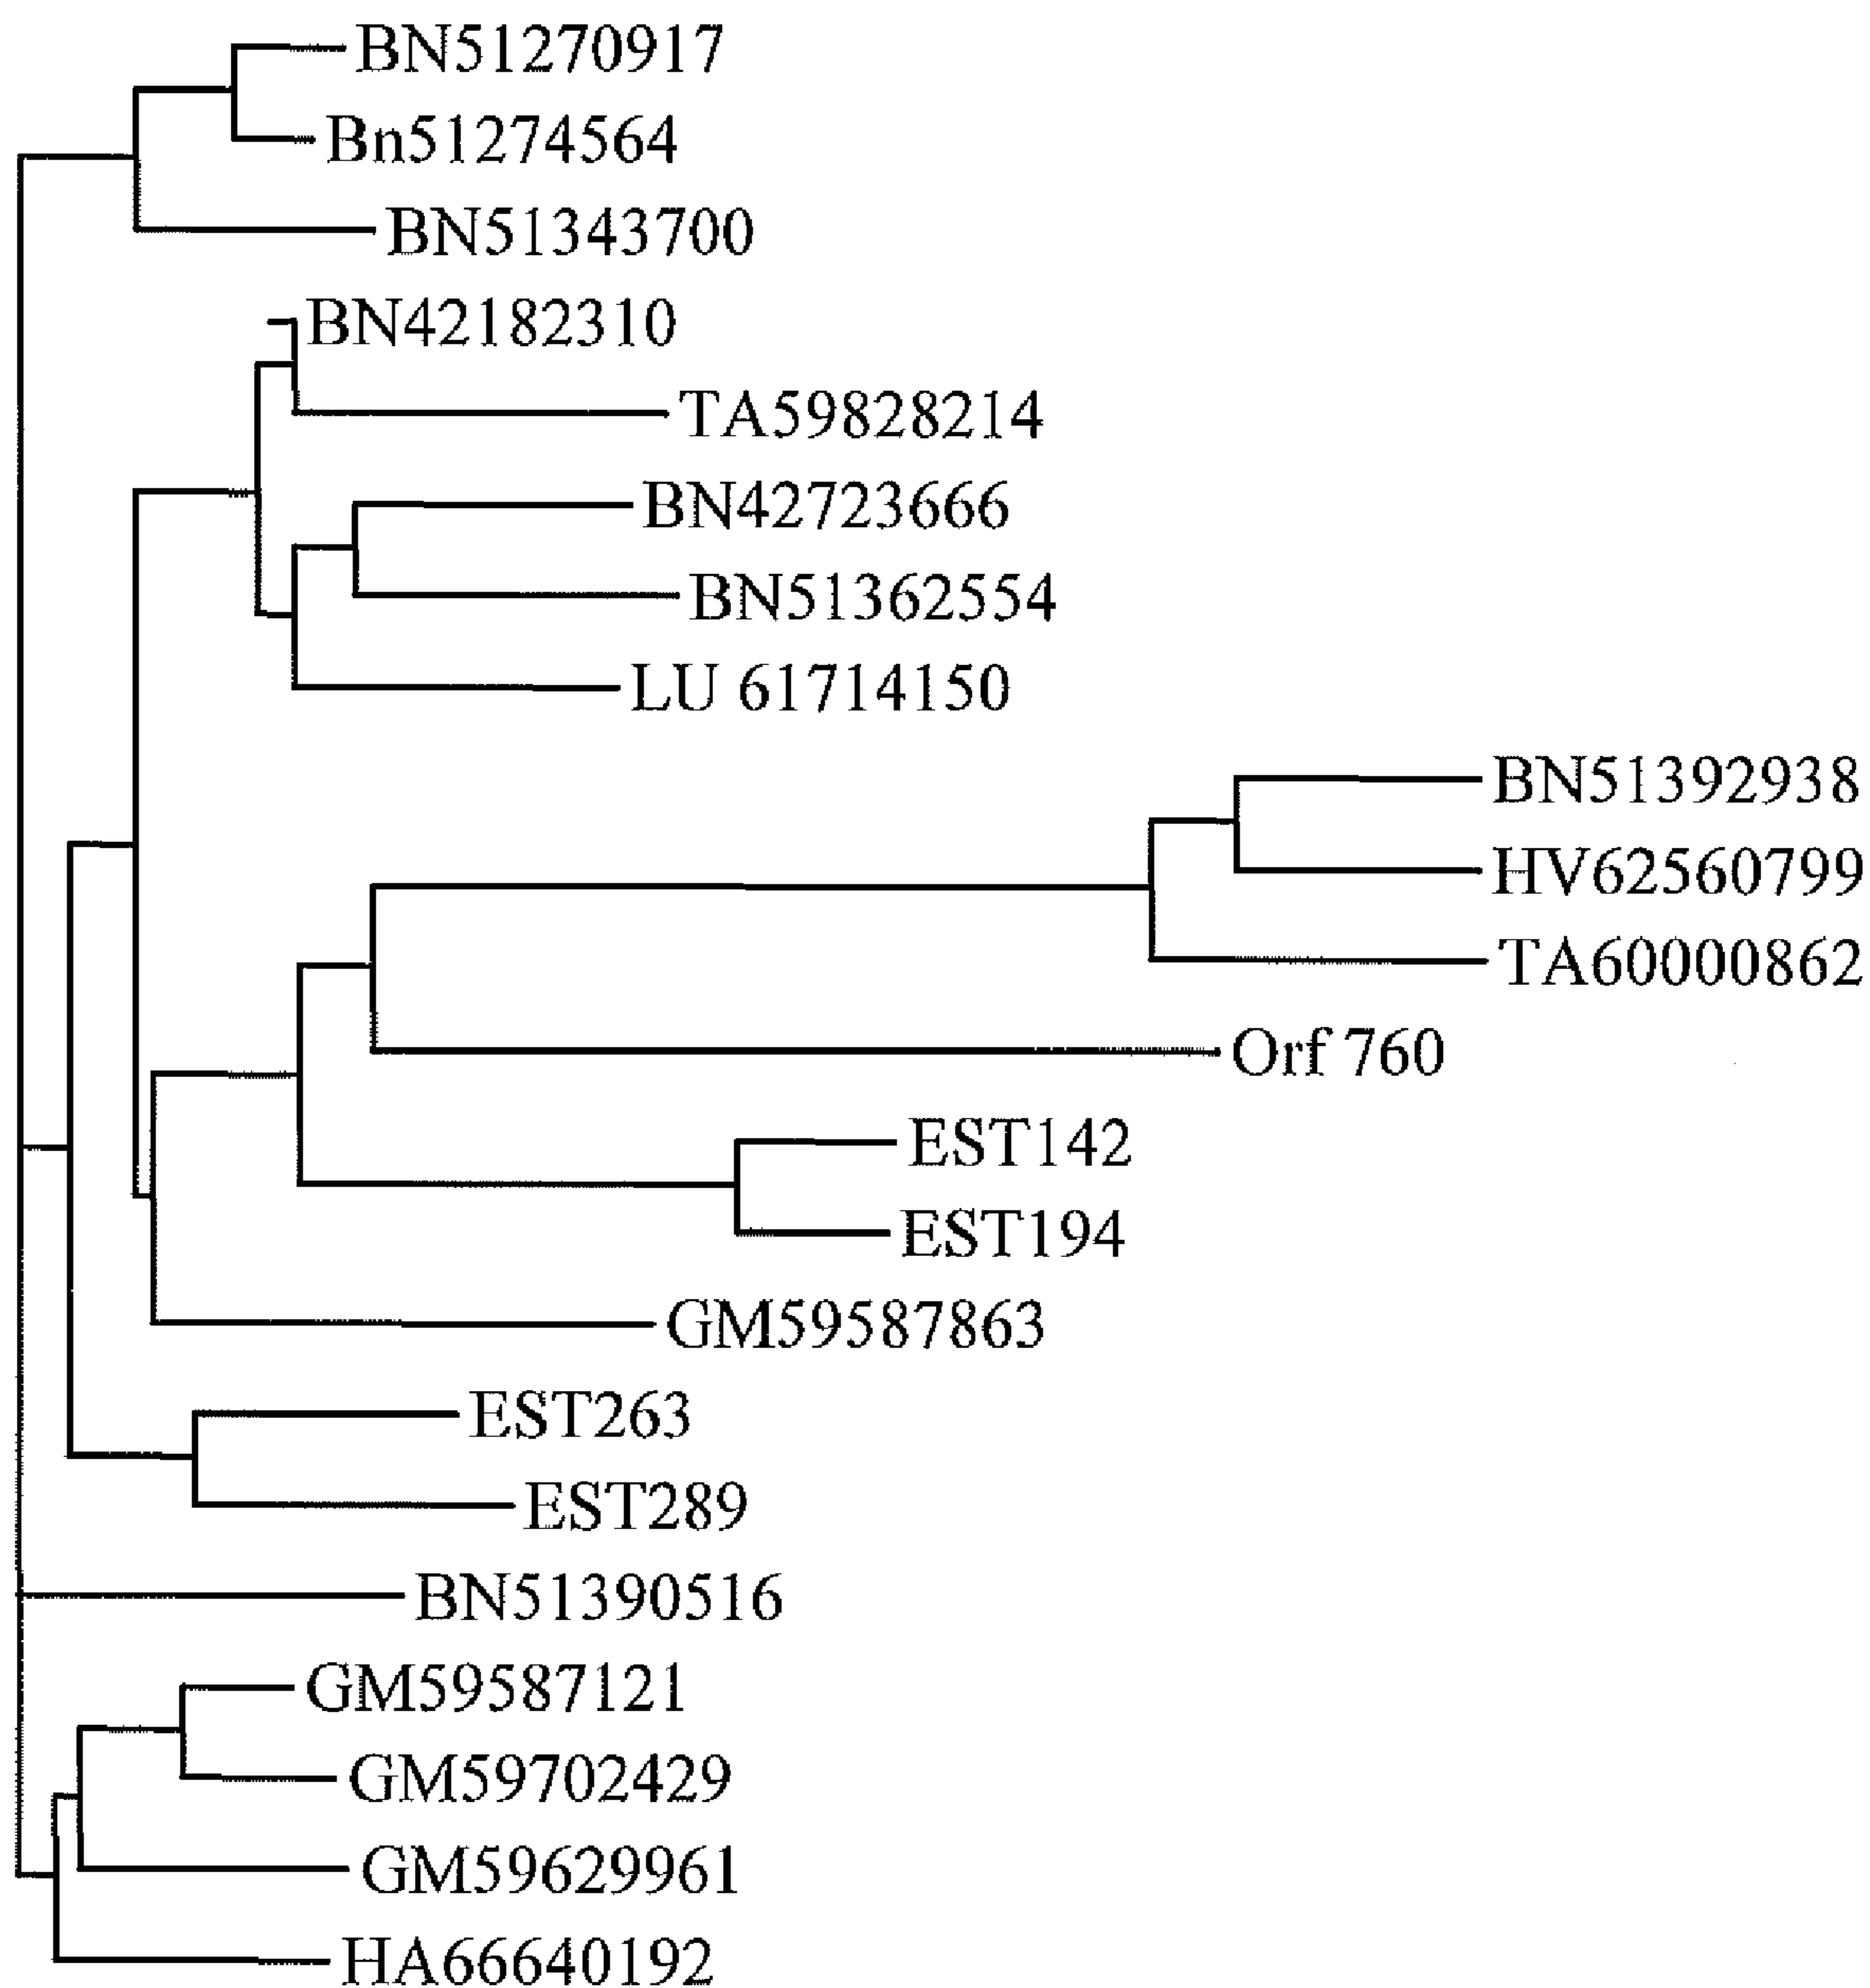 BN51270917
Bn51274564
BN51343700
BN42182310
TA59828214
BN42723666
BN51362554
LU 61714150
BN51392938
HV62560799
TA60000862
Orf 760
EST142
EST194
GM59587863
EST263
EST289
BN51390516
GM59587121
GM59702429
GM59629961
HA66640192